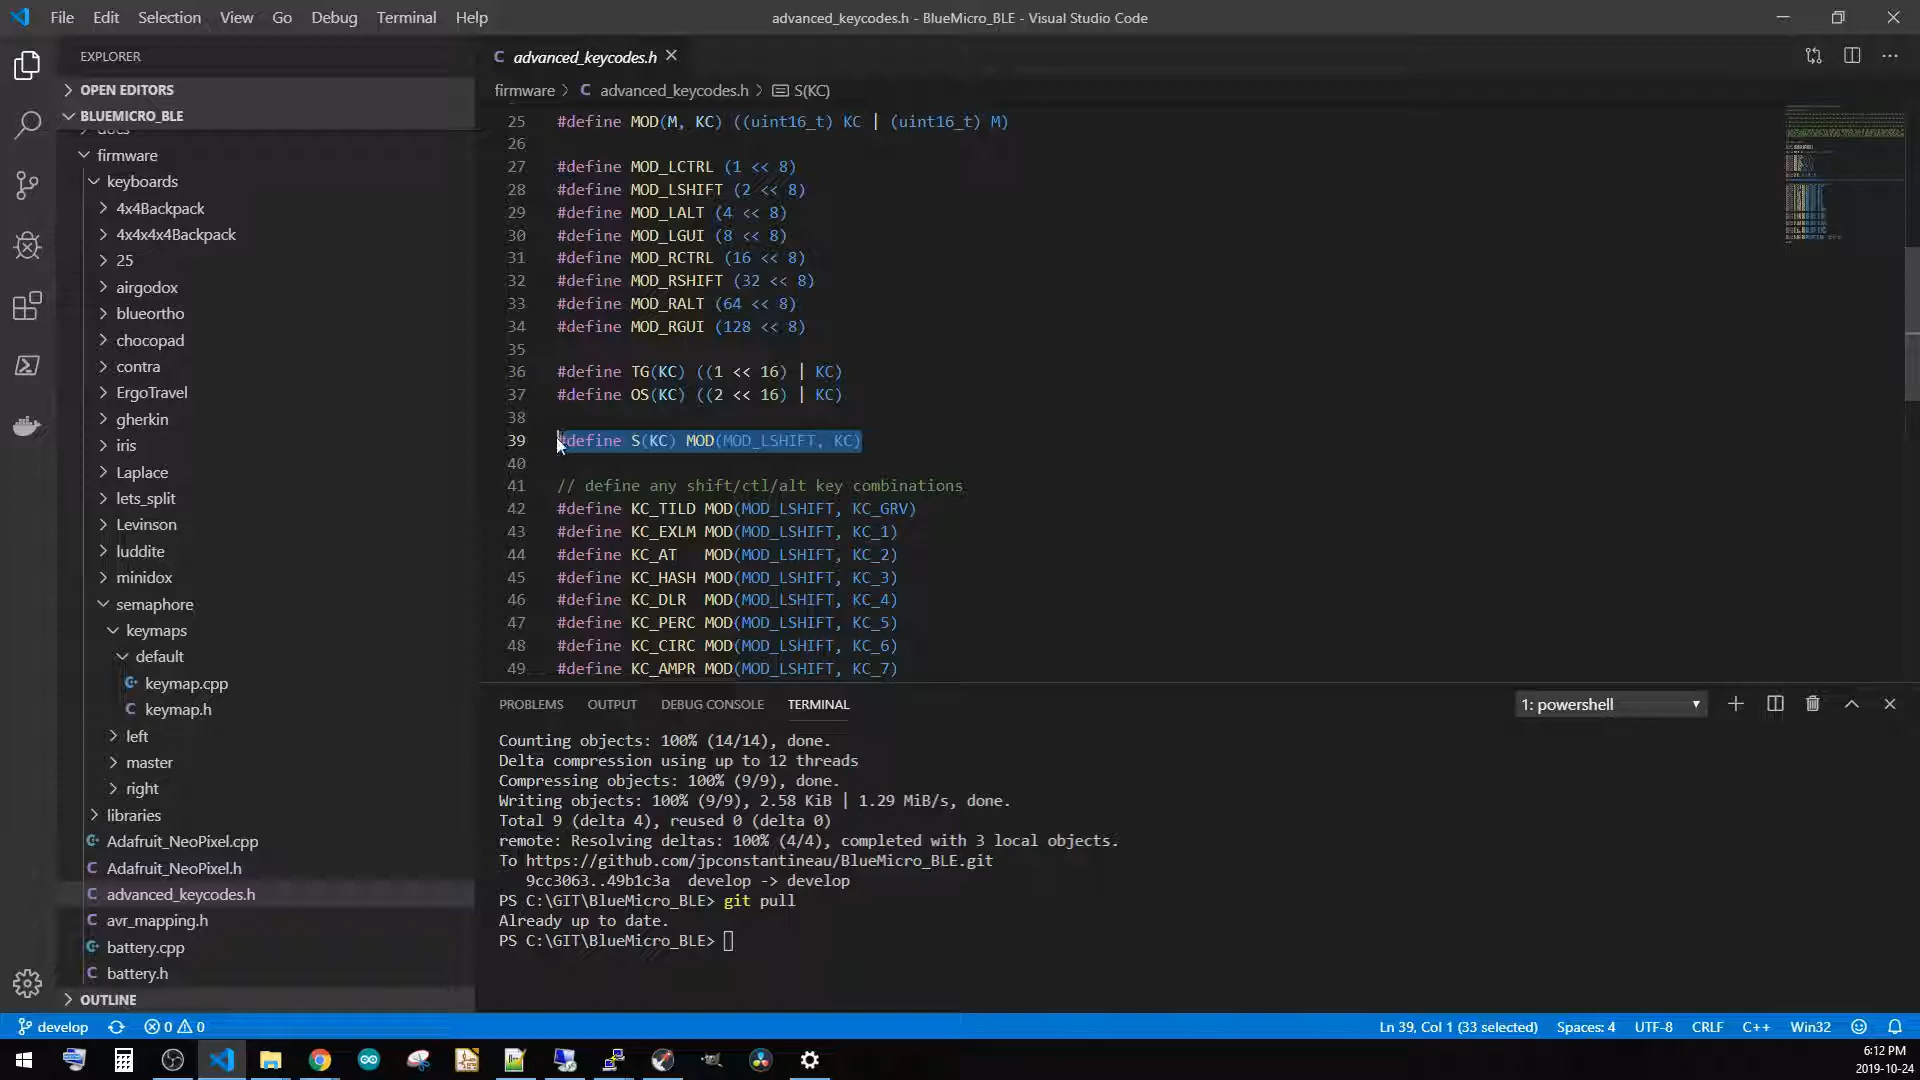 File Edit Selection View Go Debug Terminal Help
advanced_keycodes.h - BlueMicro_BLE - Visual Studio Code
EXPLORER
OPEN EDITORS
BLUEMICRO_BLE
docs
firmware
keyboards
4x4Backpack
4x4x4x4Backpack
25
airgodox
blueortho
chocopad
contra
ErgoTravel
gherkin
iris
Laplace
lets_split
Levinson
luddite
minidox
semaphore
keymaps
default
keymap.cpp
keymap.h
left
master
right
libraries
Adafruit_NeoPixel.cpp
Adafruit_NeoPixel.h
advanced_keycodes.h
avr_mapping.h
battery.cpp
battery.h
OUTLINE
C advanced_keycodes.h
firmware > C advanced_keycodes.h > S(KC)
25 #define MOD(M, KC) ((uint16_t) KC | (uint16_t) M)
26
27 #define MOD_LCTRL (1 << 8)
28 #define MOD_LSHIFT (2 << 8)
29 #define MOD_LALT (4 << 8)
30 #define MOD_LGUI (8 << 8)
31 #define MOD_RCTRL (16 << 8)
32 #define MOD_RSHIFT (32 << 8)
33 #define MOD_RALT (64 << 8)
34 #define MOD_RGUI (128 << 8)
35
36 #define TG(KC) ((1 << 16) | KC)
37 #define OS(KC) ((2 << 16) | KC)
38
39 #define S(KC) MOD(MOD_LSHIFT, KC)
40
41 // define any shift/ctl/alt key combinations
42 #define KC_TILD MOD(MOD_LSHIFT, KC_GRV)
43 #define KC_EXLM MOD(MOD_LSHIFT, KC_1)
44 #define KC_AT   MOD(MOD_LSHIFT, KC_2)
45 #define KC_HASH MOD(MOD_LSHIFT, KC_3)
46 #define KC_DLR  MOD(MOD_LSHIFT, KC_4)
47 #define KC_PERC MOD(MOD_LSHIFT, KC_5)
48 #define KC_CIRC MOD(MOD_LSHIFT, KC_6)
49 #define KC_AMPR MOD(MOD_LSHIFT, KC_7)
PROBLEMS OUTPUT DEBUG CONSOLE TERMINAL
1: powershell
Counting objects: 100% (14/14), done.
Delta compression using up to 12 threads
Compressing objects: 100% (9/9), done.
Writing objects: 100% (9/9), 2.58 KiB | 1.29 MiB/s, done.
Total 9 (delta 4), reused 0 (delta 0)
remote: Resolving deltas: 100% (4/4), completed with 3 local objects.
To https://github.com/jpconstantineau/BlueMicro_BLE.git
   9cc3063..49b1c3a  develop -> develop
PS C:\GIT\BlueMicro_BLE> git pull
Already up to date.
PS C:\GIT\BlueMicro_BLE>
develop 0 0
Ln 39, Col 1 (33 selected) Spaces: 4 UTF-8 CRLF C++ Win32
6:12 PM
2019-10-24